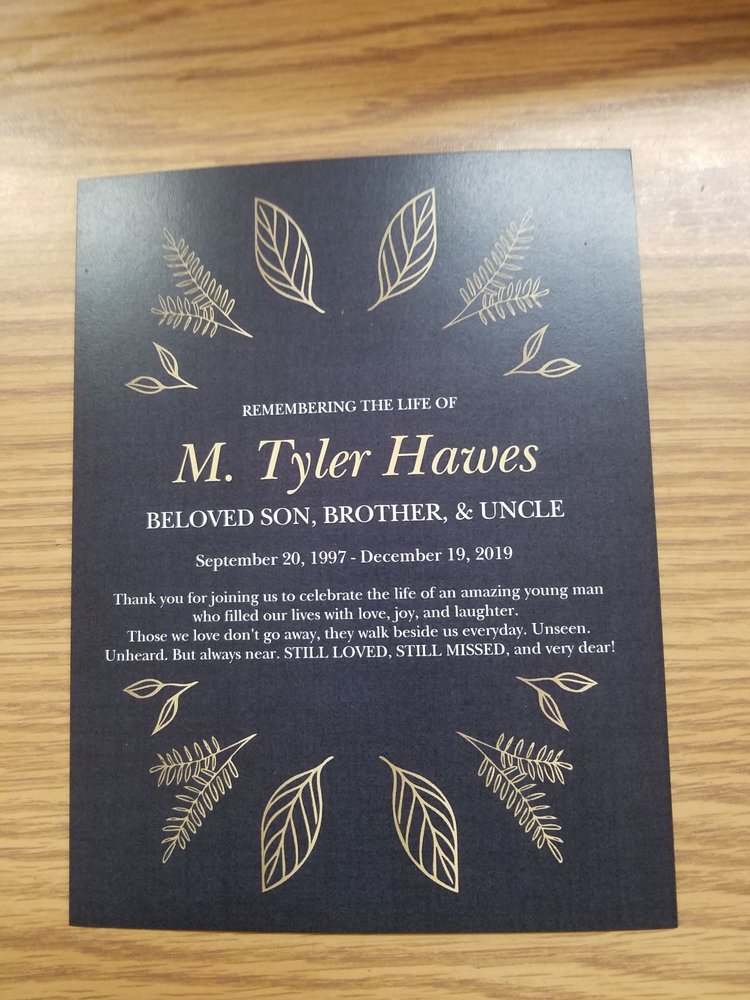 REMEMBERING THE LIFE OF
M. Tyler Hawes
BELOVED SON, BROTHER, & UNCLE
September 20, 1997 - December 19, 2019
Thank you for joining us to celebrate the life of an amazing young man
who filled our lives with love, joy, and laughter.
Those we love don't go away, they walk beside us everyday. Unseen.
Unheard. But always near. STILL LOVED, STILL MISSED, and very dear!